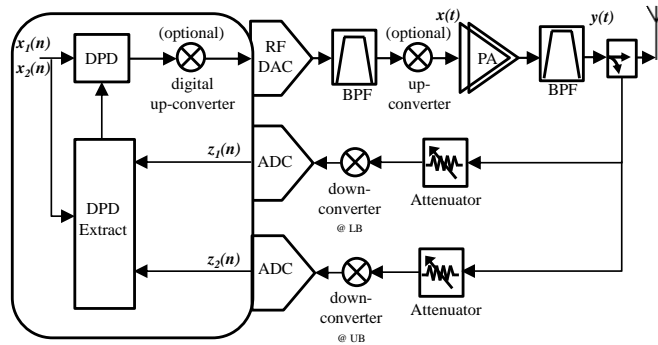 x₁(n)
x₂(n)
DPD
(optional)
digital
up-converter
RF
DAC
BPF
(optional)
up-
converter
x(t)
PA
BPF
y(t)
z₁(n)
ADC
down-
converter
@ LB
Attenuator
DPD
Extract
z₂(n)
ADC
down-
converter
@ UB
Attenuator